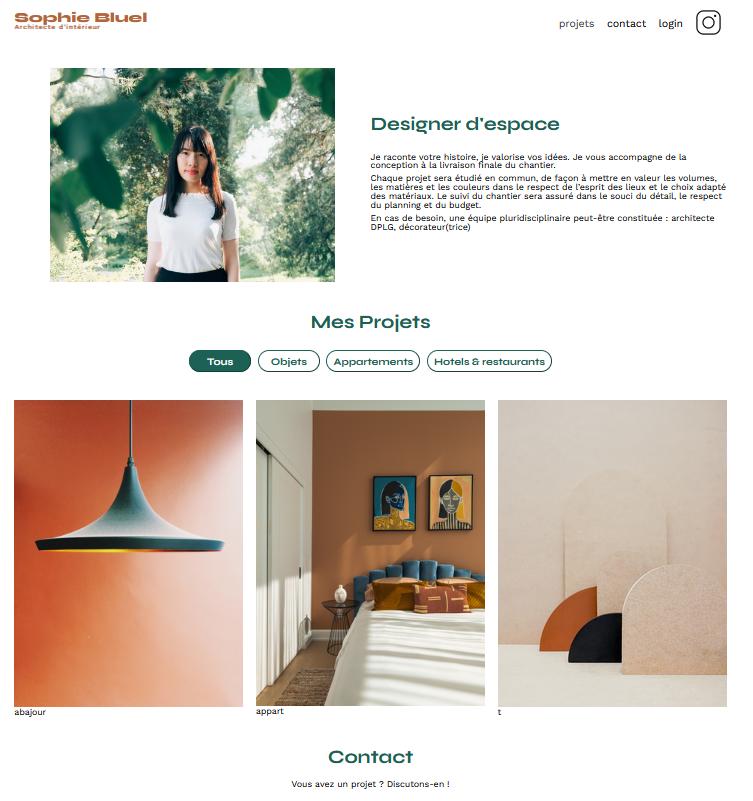 Sophie Bluel
Architecte d'intérieur
projets contact login
Designer d'espace
Je raconte votre histoire, je valorise vos idées. Je vous accompagne de la
conception à la livraison finale du chantier.
Chaque projet sera étudié en commun, de façon à mettre en valeur les volumes,
les matières et les couleurs dans le respect de l'esprit des lieux et le choix adapté
des matériaux. Le suivi du chantier sera assuré dans le souci du détail, le respect
du planning et du budget.
En cas de besoin, une équipe pluridisciplinaire peut-être constituée : architecte
DPLG, décorateur(trice)
Mes Projets
Tous Objets Appartements Hotels & restaurants
abajour
appart
t
Contact
Vous avez un projet ? Discutons-en !